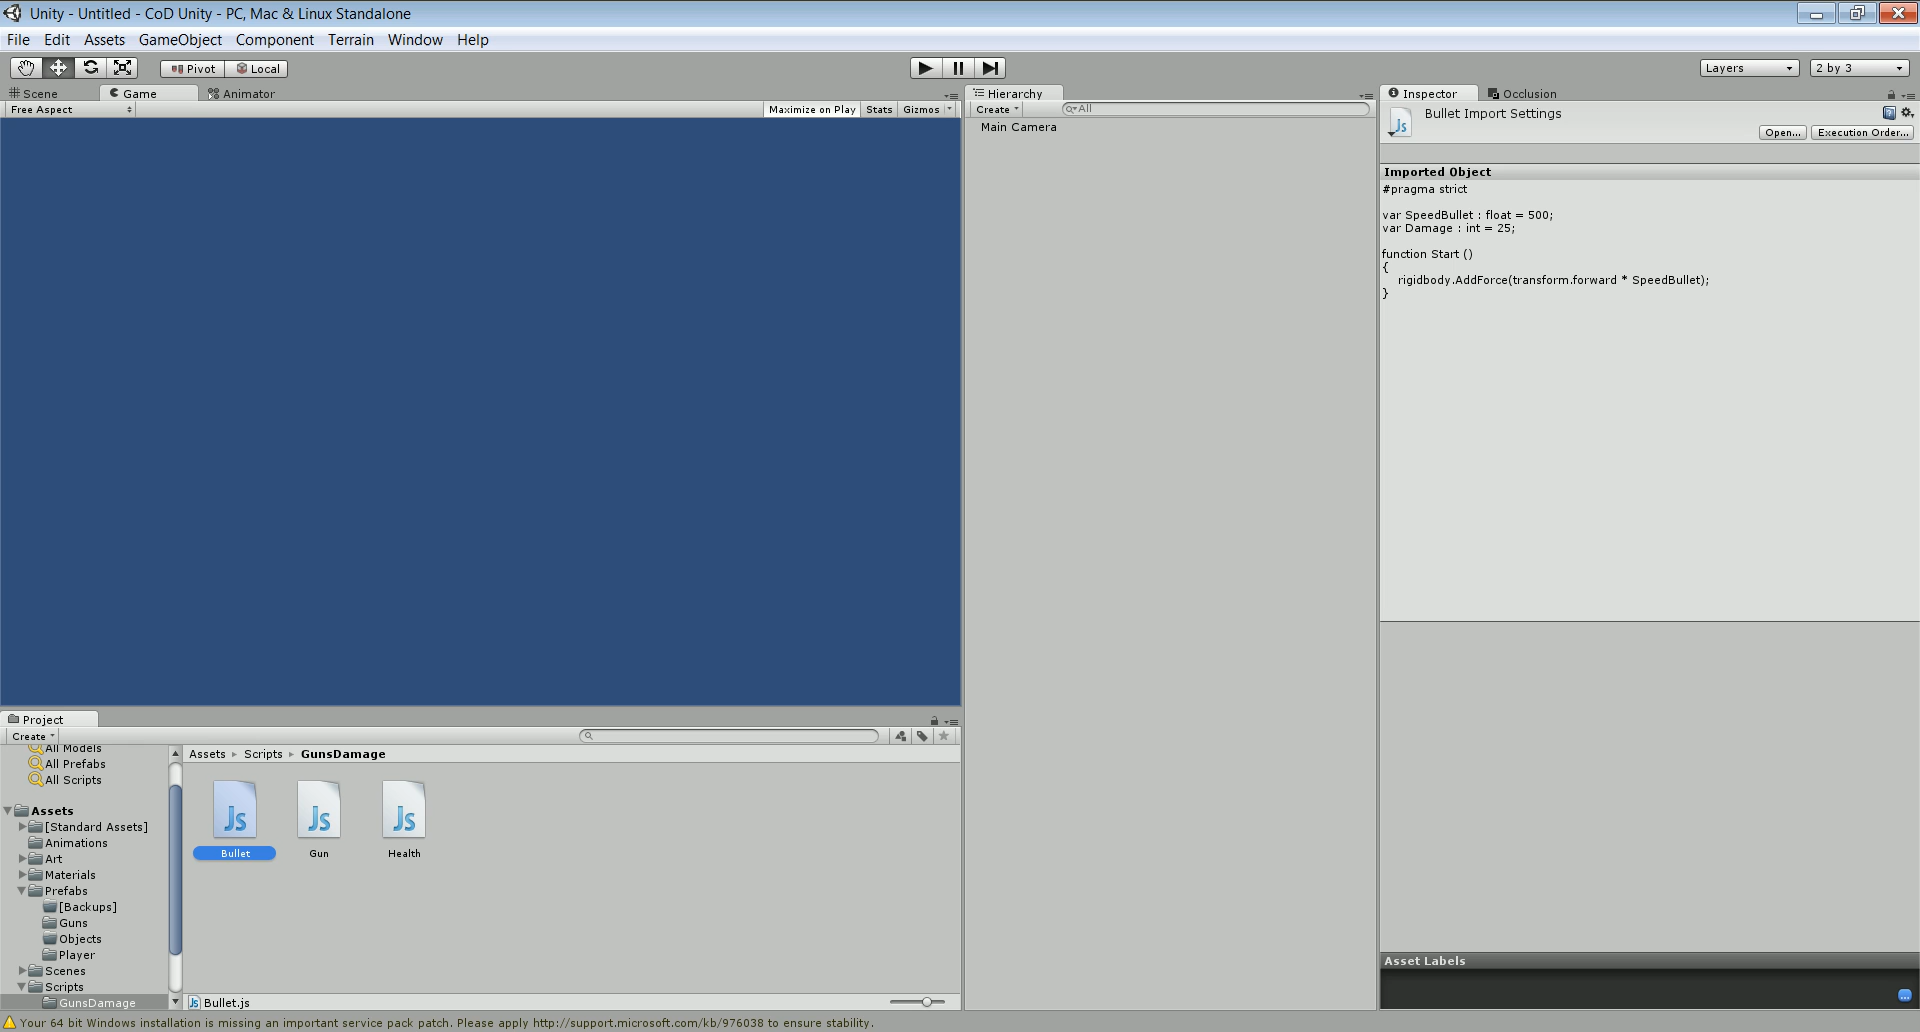 Unity - Untitled - CoD Unity - PC, Mac & Linux Standalone
File Edit Assets GameObject Component Terrain Window Help
Pivot Local Layers 2 by 3
Scene Game Animator
Free Aspect Maximize on Play Stats Gizmos
Hierarchy
Create All
Main Camera
Inspector Occlusion
Js Bullet Import Settings
Open... Execution Order...
Imported Object
#pragma strict
var SpeedBullet : float = 500;
var Damage : int = 25;
function Start ()
{
rigidbody.AddForce(transform.forward * SpeedBullet);
}
Project
Create
All Models
All Prefabs
All Scripts
Assets
[Standard Assets]
Animations
Art
Materials
Prefabs
[Backups]
Guns
Objects
Player
Scenes
Scripts
GunsDamage
Assets Scripts GunsDamage
Js Js Js
Bullet Gun Health
Js Bullet.js
Asset Labels
Your 64 bit Windows installation is missing an important service pack patch. Please apply http://support.microsoft.com/kb/976038 to ensure stability.